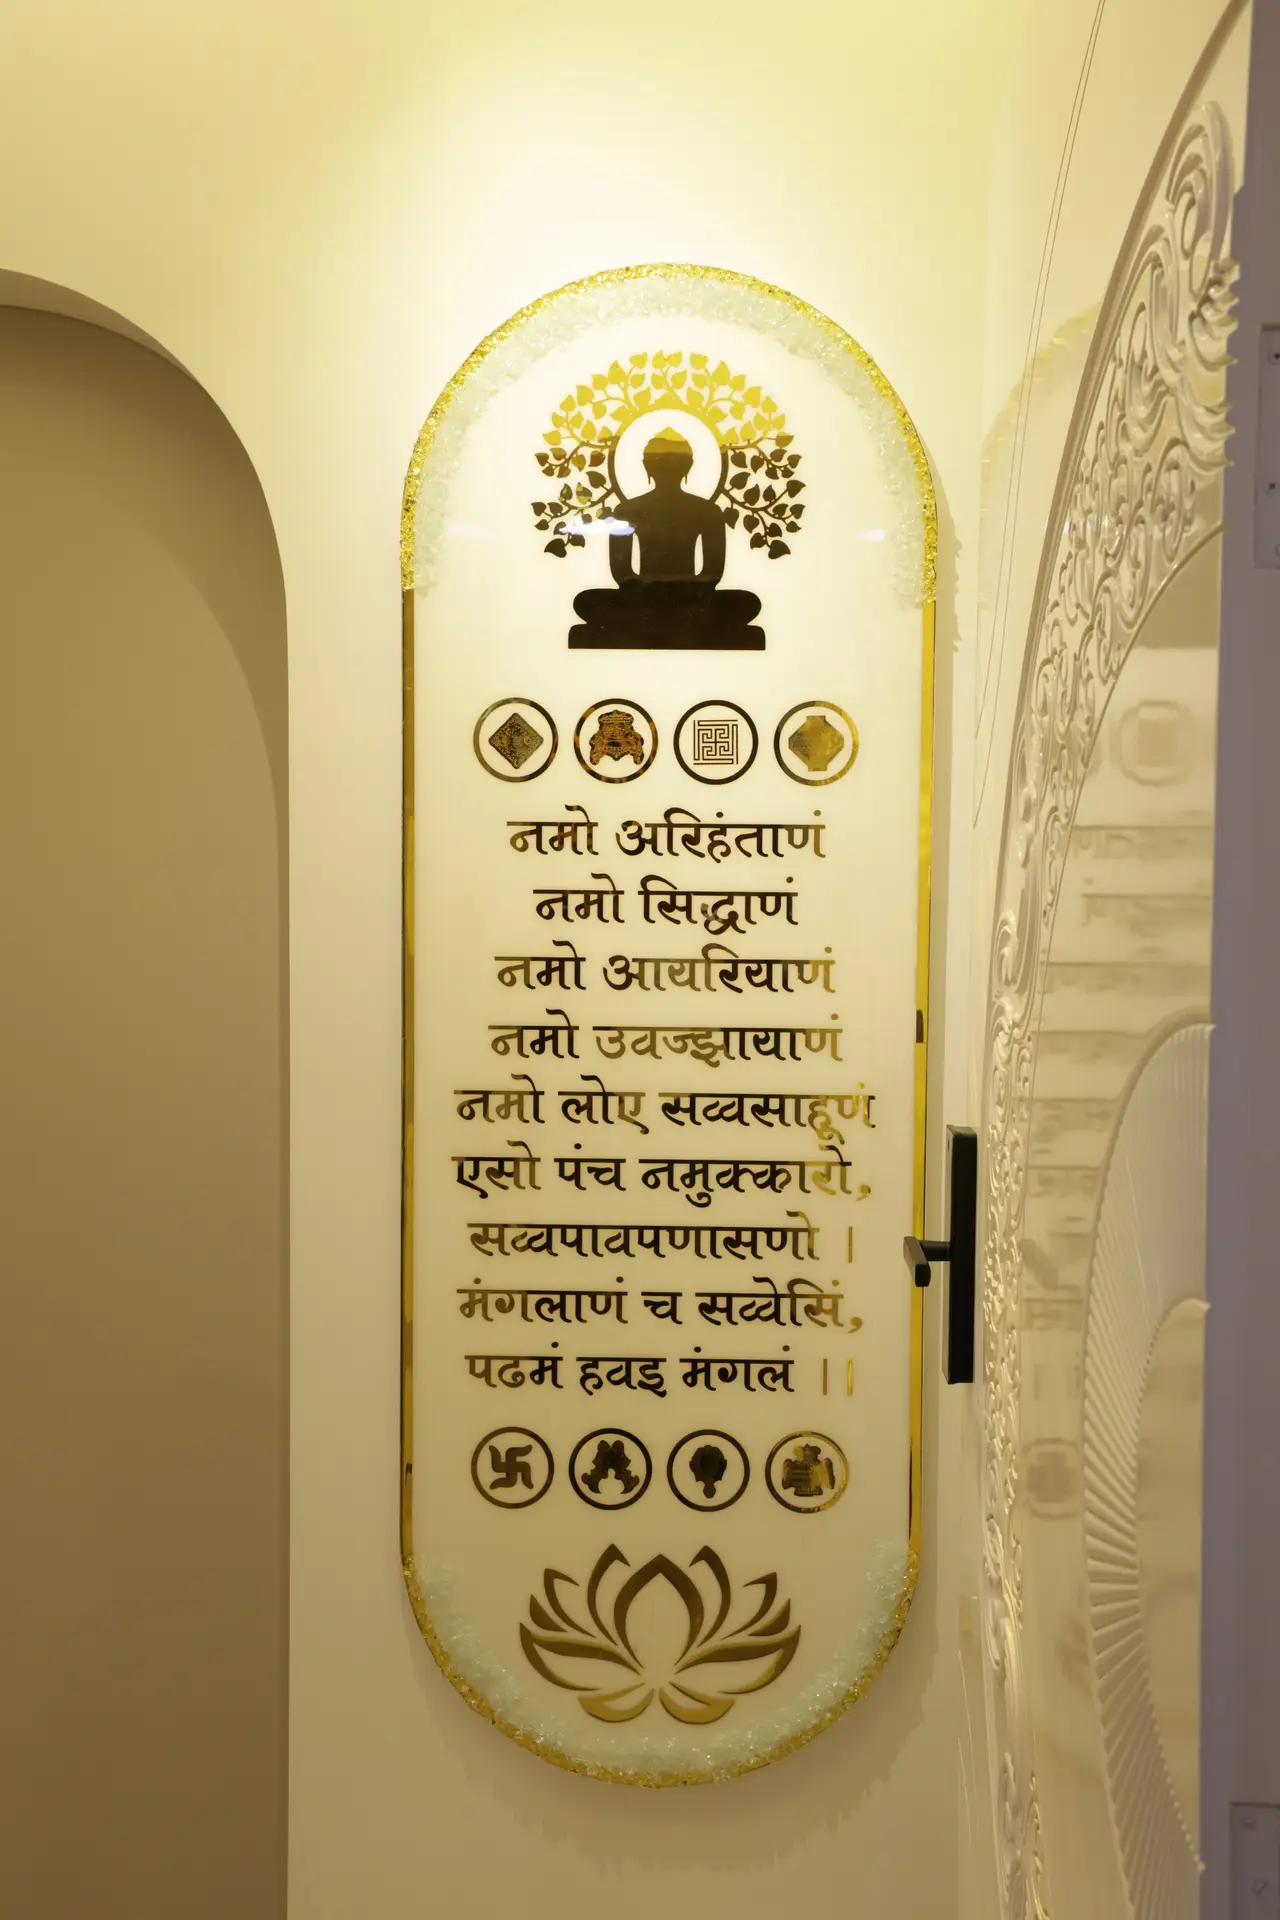 नमो अरिहंताणं
नमो सिद्धाणं
नमो आयरियाणं
नमो उवज्झायाणं
नमो लोए सव्वसाहूणं
एसो पंच नमुक्कारो,
सव्वपावपणासणो |
मंगलाणं च सव्वेसिं,
पढमं हवइ मंगलं ||